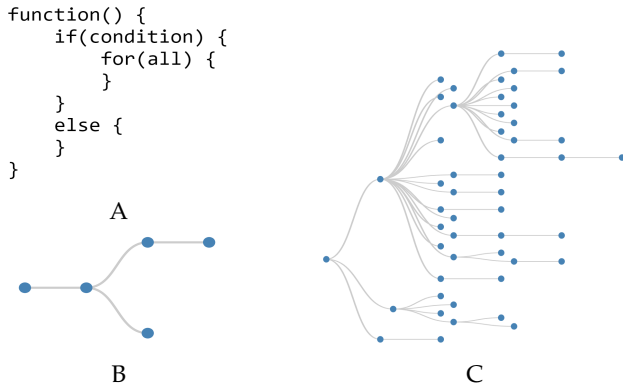 function() {
    if(condition) {
        for(all) {
        }
    }
    else {
    }
}
A
B
C